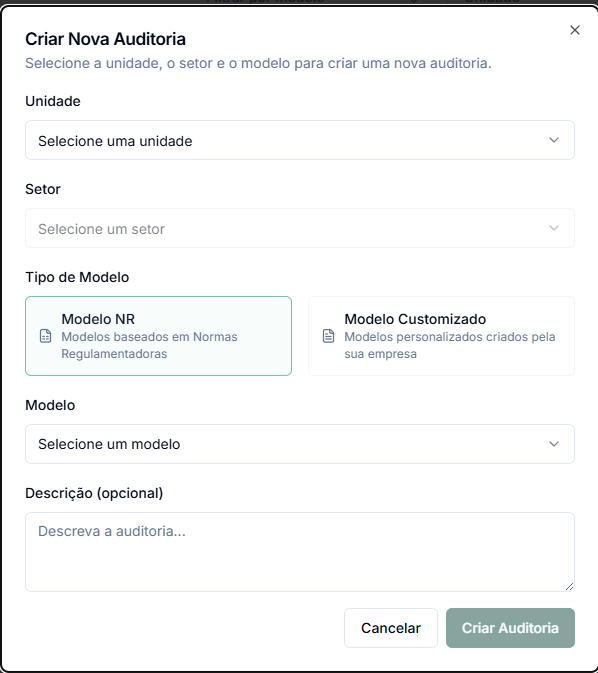 Criar Nova Auditoria
Selecione a unidade, o setor e o modelo para criar uma nova auditoria.
Unidade
Selecione uma unidade
Setor
Selecione um setor
Tipo de Modelo
Modelo NR
Modelos baseados em Normas
Regulamentadoras
Modelo Customizado
Modelos personalizados criados pela
sua empresa
Modelo
Selecione um modelo
Descrição (opcional)
Descreva a auditoria...
Cancelar
Criar Auditoria